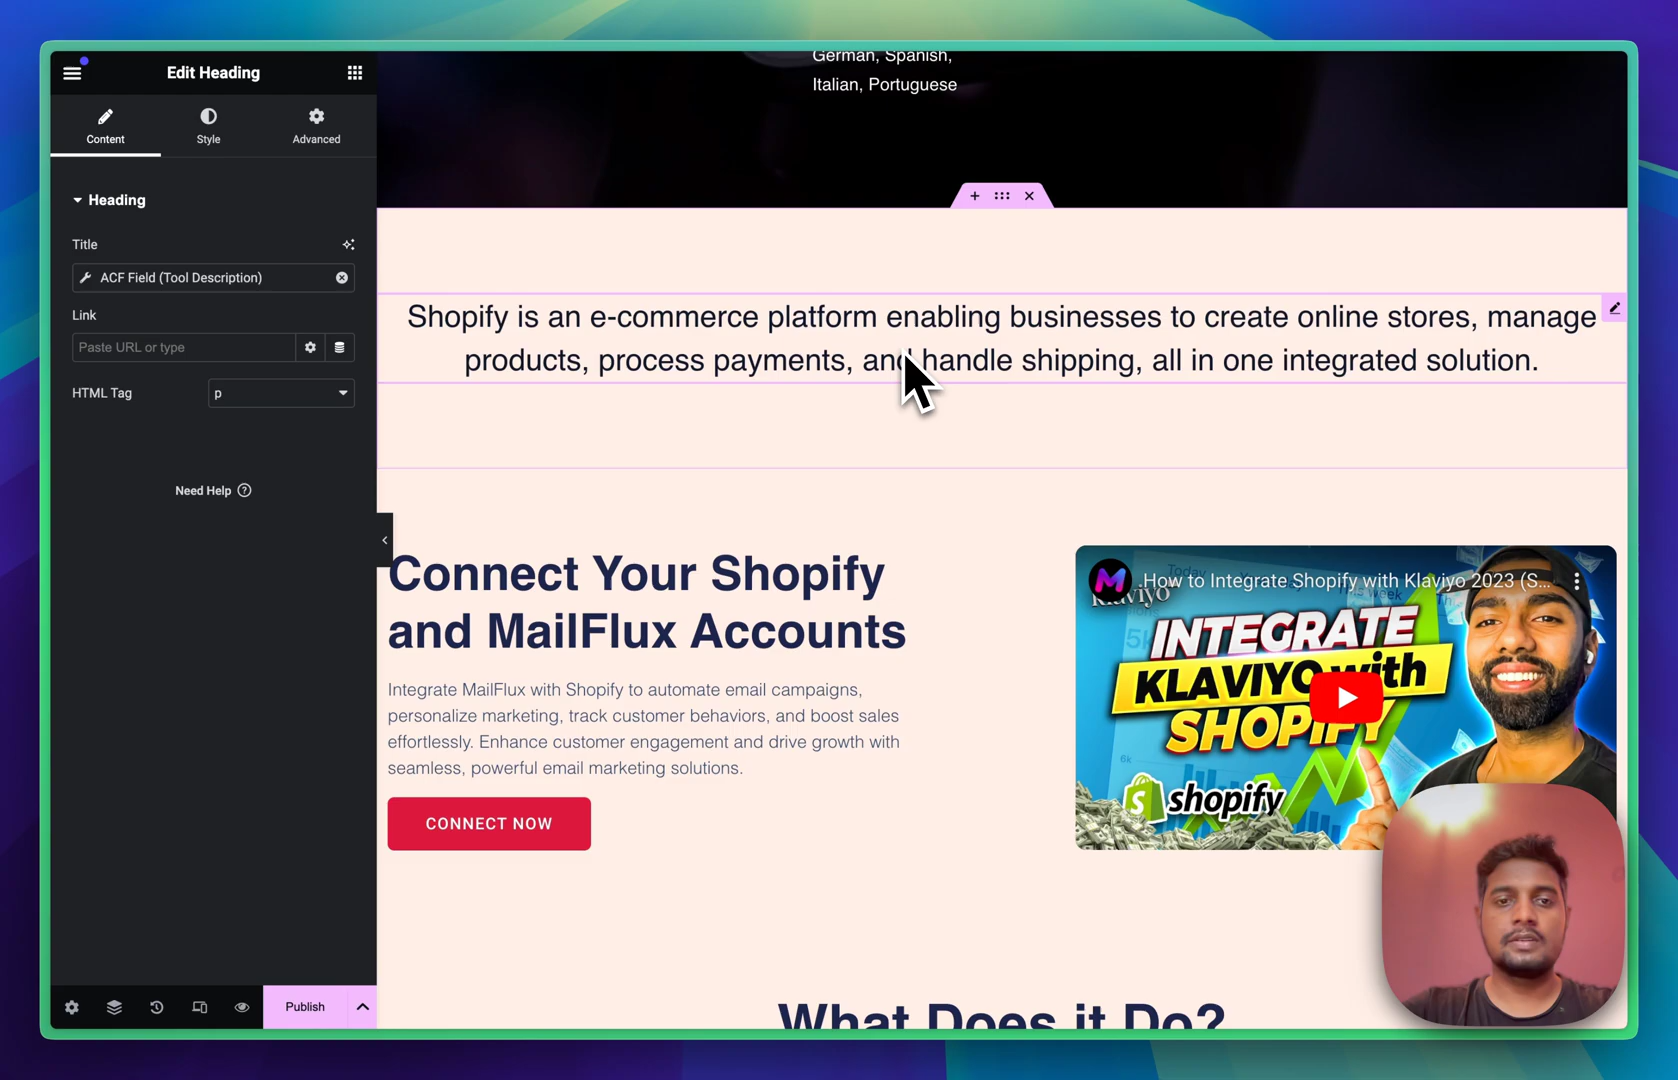 Edit Heading
Content
Style
Advanced
Heading
Title
ACF Field (Tool Description)
Link
Paste URL or type
HTML Tag
p
Need Help
Publish
German, Spanish,
Italian, Portuguese
Shopify is an e-commerce platform enabling businesses to create online stores, manage
products, process payments, and handle shipping, all in one integrated solution.
Connect Your Shopify
and MailFlux Accounts
Integrate MailFlux with Shopify to automate email campaigns,
personalize marketing, track customer behaviors, and boost sales
effortlessly. Enhance customer engagement and drive growth with
seamless, powerful email marketing solutions.
CONNECT NOW
How to Integrate Shopify with Klaviyo 2023 (S...
Today
Klaviyo
INTEGRATE
KLAVIYO with
SHOPIFY
6k
shopify
What Does it Do?